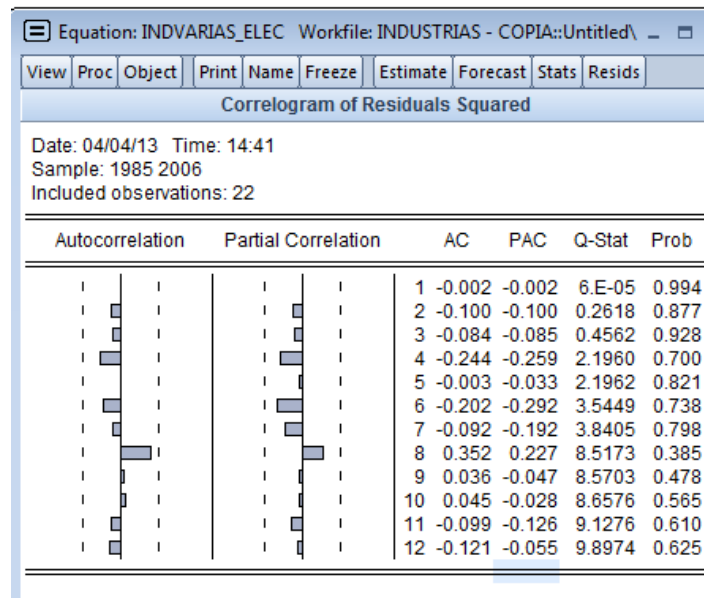 Equation: INDVARIAS_ELEC Workfile: INDUSTRIAS - COPIA::Untitled\
View Proc Object Print Name Freeze Estimate Forecast Stats Resids
Correlogram of Residuals Squared
Date: 04/04/13 Time: 14:41
Sample: 1985 2006
Included observations: 22
Autocorrelation Partial Correlation AC PAC Q-Stat Prob
1 -0.002 -0.002 6.E-05 0.994
2 -0.100 -0.100 0.2618 0.877
3 -0.084 -0.085 0.4562 0.928
4 -0.244 -0.259 2.1960 0.700
5 -0.003 -0.033 2.1962 0.821
6 -0.202 -0.292 3.5449 0.738
7 -0.092 -0.192 3.8405 0.798
8 0.352 0.227 8.5173 0.385
9 0.036 -0.047 8.5703 0.478
10 0.045 -0.028 8.6576 0.565
11 -0.099 -0.126 9.1276 0.610
12 -0.121 -0.055 9.8974 0.625